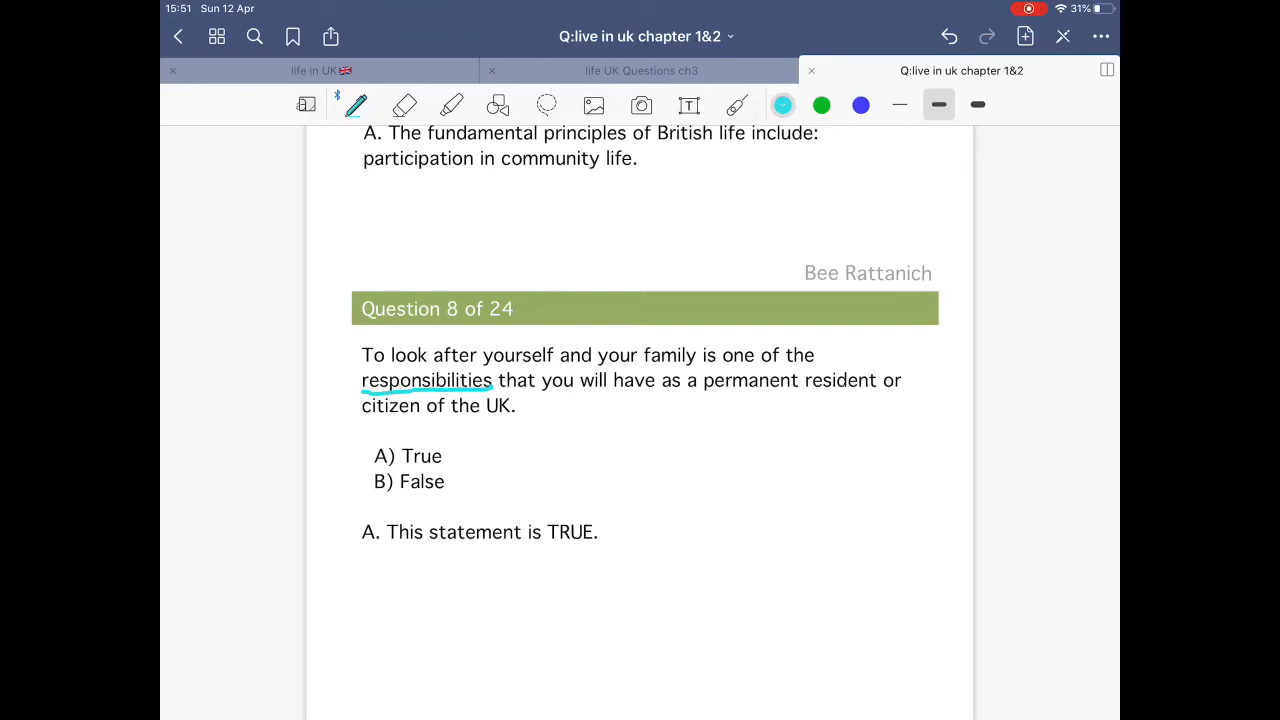 15:51 Sun 12 Apr
31%
Q:live in uk chapter 1&2
life in UK🇬🇧
life UK Questions ch3
Q:live in uk chapter 1&2
T
A. The fundamental principles of British life include:
participation in community life.
Bee Rattanich
Question 8 of 24
To look after yourself and your family is one of the
responsibilities that you will have as a permanent resident or
citizen of the UK.
A) True
B) False
A. This statement is TRUE.